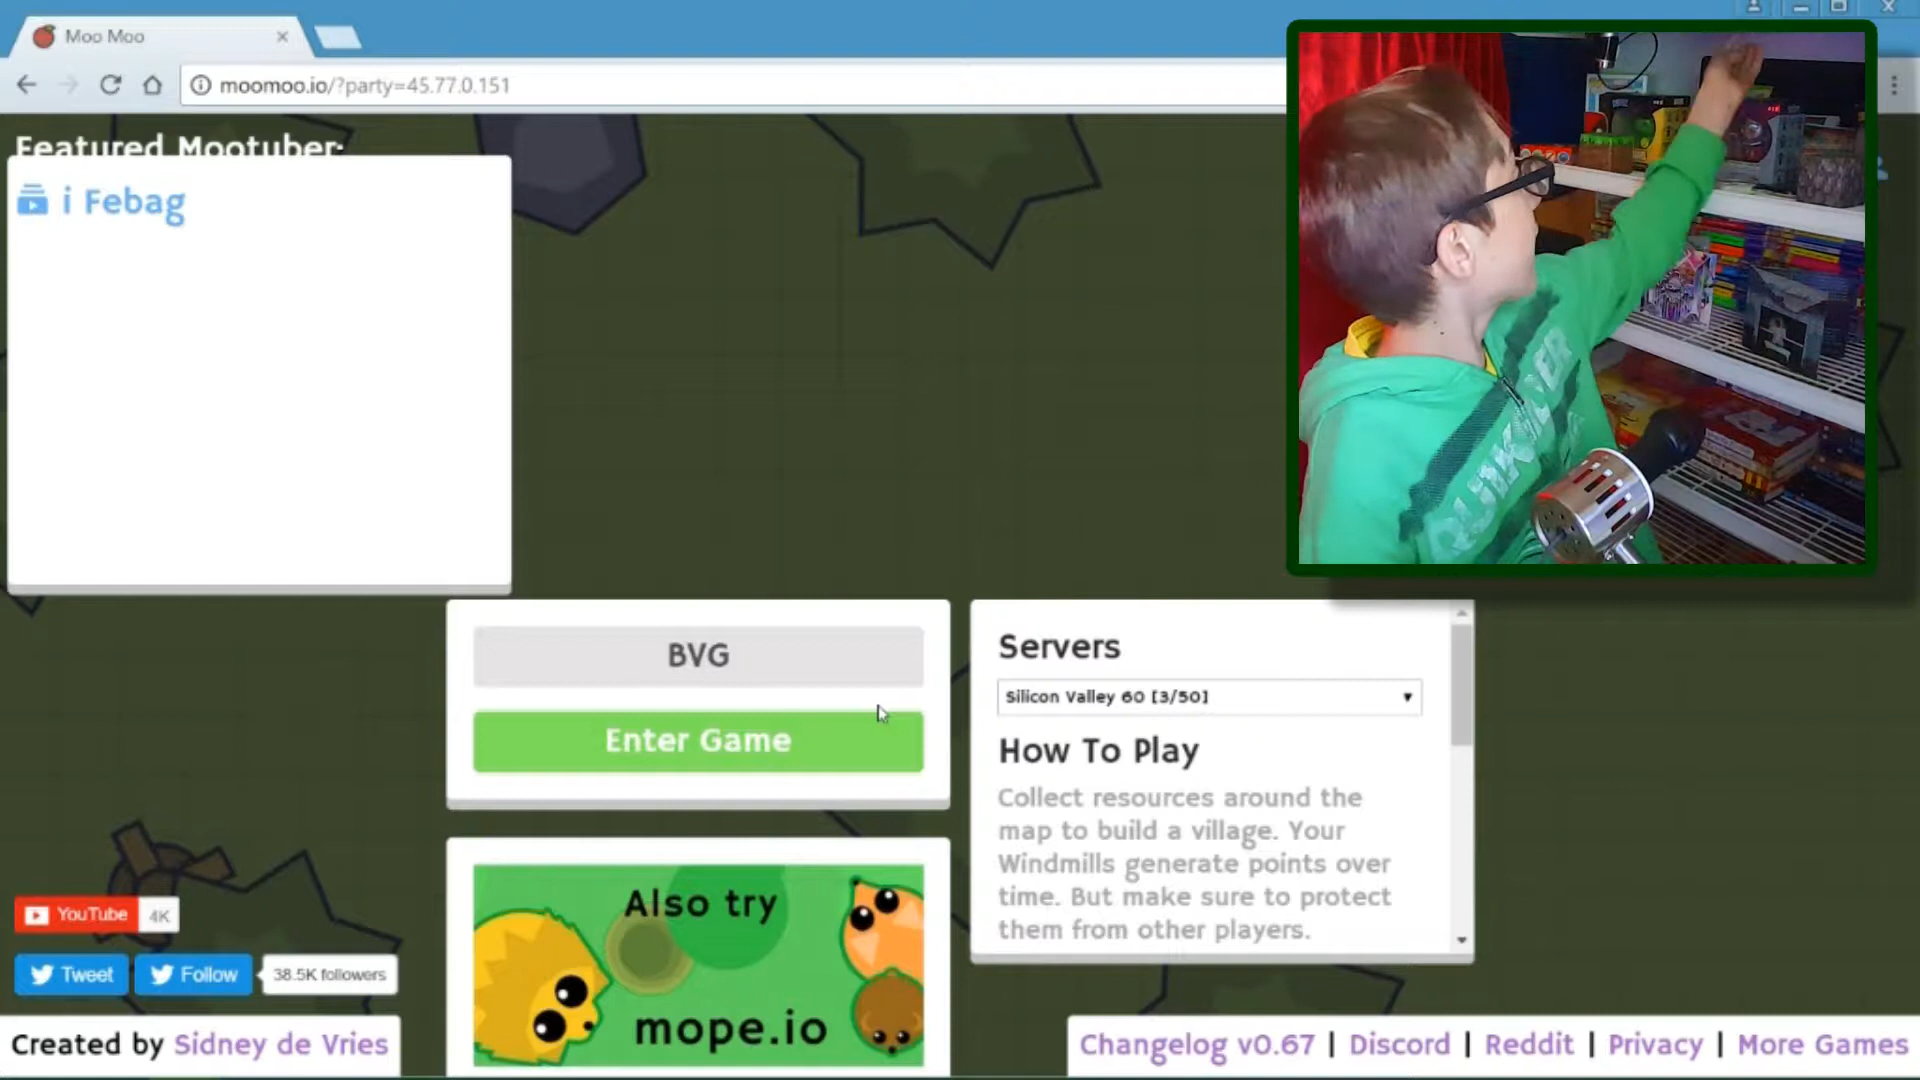 Moo Moo
moomoo.io/?party=45.77.0.151
Featured Mootuber:
i Febag
BVG
Enter Game
Servers
Silicon Valley 60 [3/50]
How To Play
Collect resources around the
map to build a village. Your
Windmills generate points over
time. But make sure to protect
them from other players.
Also try
mope.io
YouTube 4K
Tweet Follow 38.5K followers
Created by Sidney de Vries
Changelog v0.67 | Discord | Reddit | Privacy | More Games